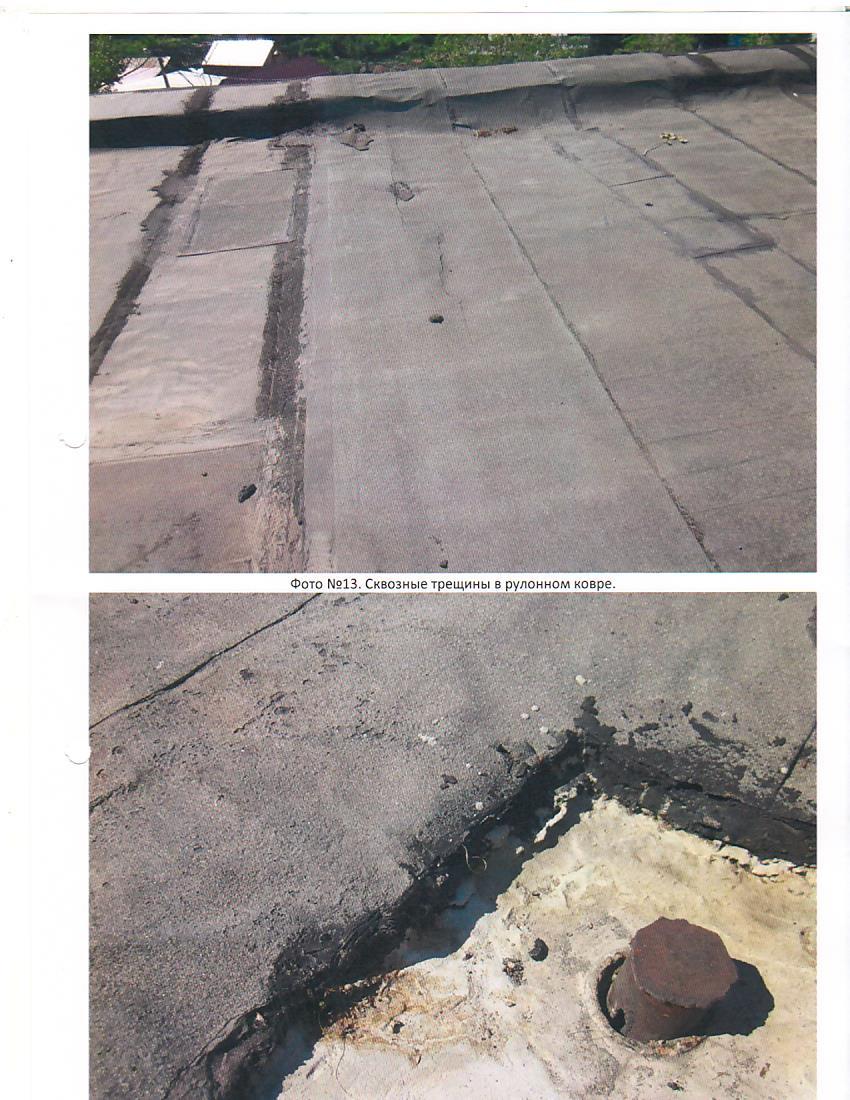 Фото №13. Сквозные трещины в рулонном ковре.